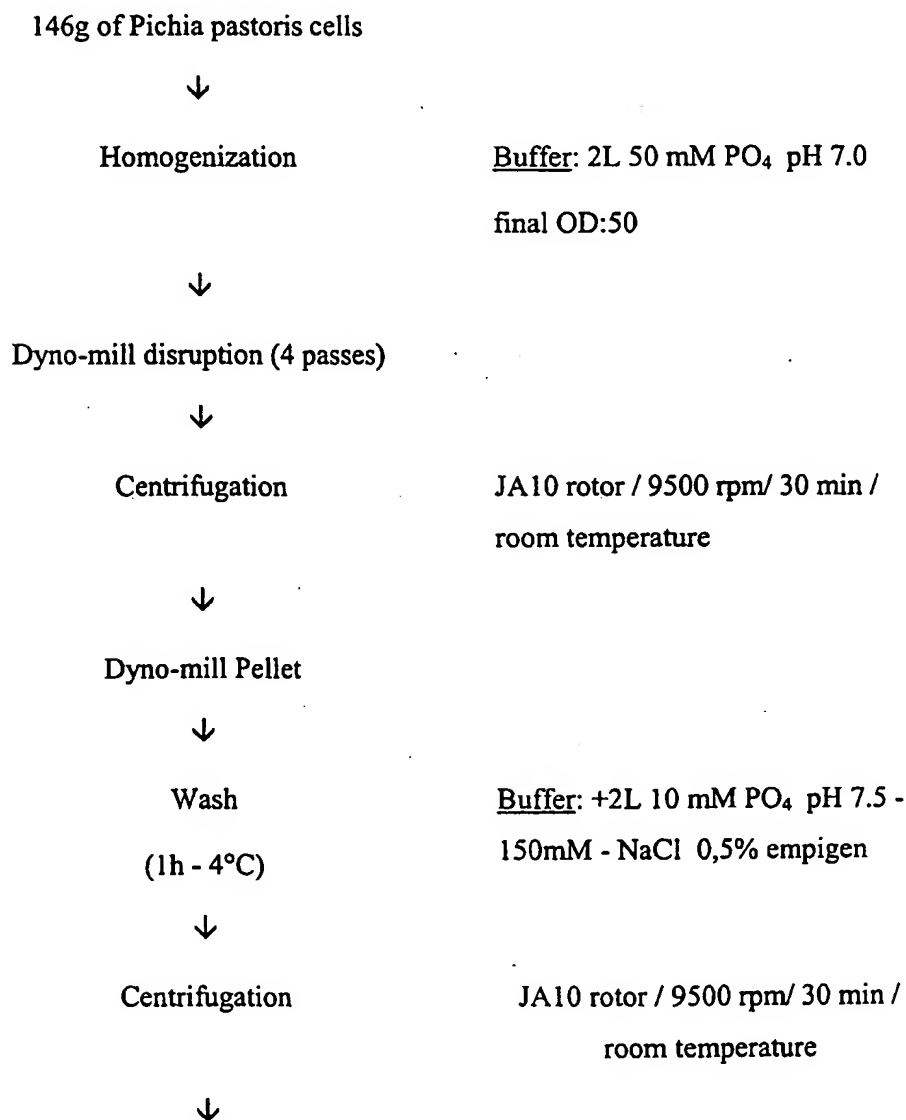 146g of Pichia pastoris cells
↓
Homogenization
Buffer: 2L 50 mM PO₄ pH 7.0
final OD:50
↓
Dyno-mill disruption (4 passes)
↓
Centrifugation
JA10 rotor / 9500 rpm/ 30 min /
room temperature
↓
Dyno-mill Pellet
↓
Wash
(1h - 4°C)
Buffer: +2L 10 mM PO₄ pH 7.5 -
150mM - NaCl 0,5% empigen
↓
Centrifugation
JA10 rotor / 9500 rpm/ 30 min /
room temperature
↓